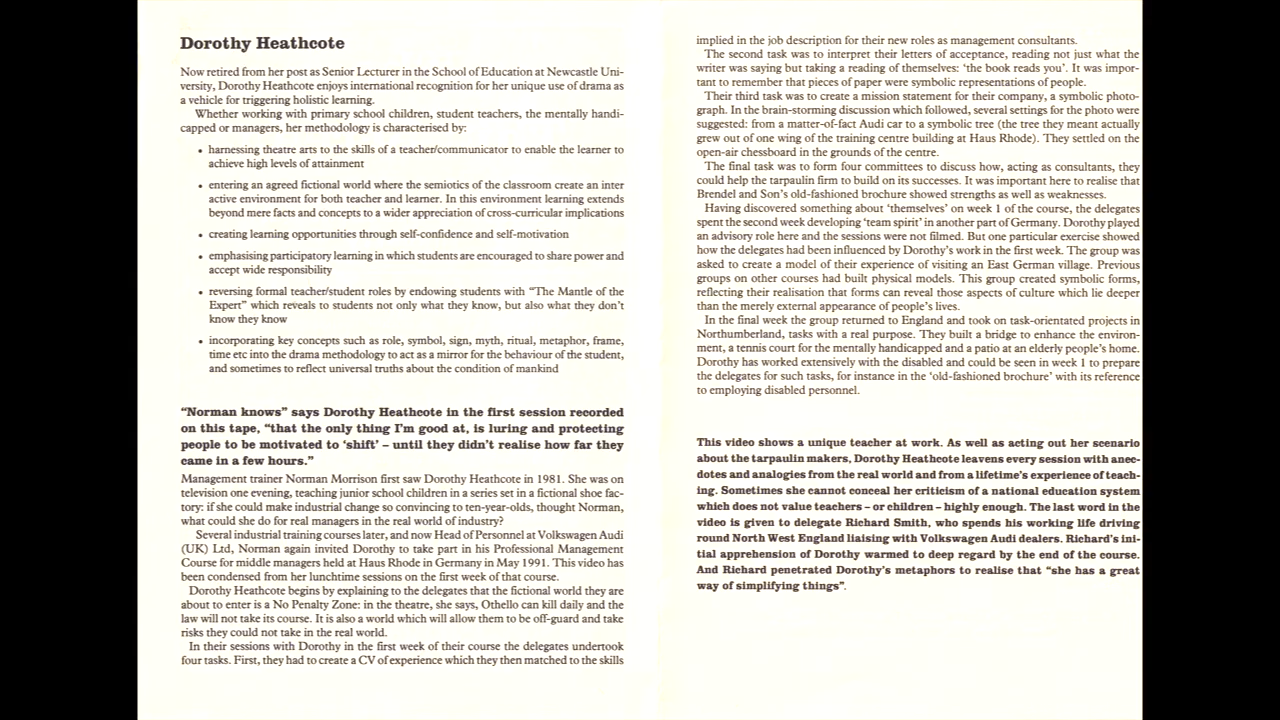 Dorothy Heathcote
Now retired from her post as Senior Lecturer in the School of Education at Newcastle Uni-
versity, Dorothy Heathcote enjoys international recognition for her unique use of drama as
a vehicle for triggering holistic learning.
Whether working with primary school children, student teachers, the mentally handi-
capped or managers, her methodology is characterised by:
• harnessing theatre arts to the skills of a teacher/communicator to enable the learner to
achieve high levels of attainment
• entering an agreed fictional world where the semiotics of the classroom create an inter
active environment for both teacher and learner. In this environment learning extends
beyond mere facts and concepts to a wider appreciation of cross-curricular implications
• creating learning opportunities through self-confidence and self-motivation
• emphasising participatory learning in which students are encouraged to share power and
accept wide responsibility
• reversing formal teacher/student roles by endowing students with “The Mantle of the
Expert” which reveals to students not only what they know, but also what they don’t
know they know
• incorporating key concepts such as role, symbol, sign, myth, ritual, metaphor, frame,
time etc into the drama methodology to act as a mirror for the behaviour of the student,
and sometimes to reflect universal truths about the condition of mankind
“Norman knows” says Dorothy Heathcote in the first session recorded
on this tape, “that the only thing I’m good at, is luring and protecting
people to be motivated to ‘shift’ – until they didn’t realise how far they
came in a few hours.”
Management trainer Norman Morrison first saw Dorothy Heathcote in 1981. She was on
television one evening, teaching junior school children in a series set in a fictional shoe fac-
tory: if she could make industrial change so convincing to ten-year-olds, thought Norman,
what could she do for real managers in the real world of industry?
Several industrial training courses later, and now Head of Personnel at Volkswagen Audi
(UK) Ltd, Norman again invited Dorothy to take part in his Professional Management
Course for middle managers held at Haus Rhode in Germany in May 1991. This video has
been condensed from her lunchtime sessions on the first week of that course.
Dorothy Heathcote begins by explaining to the delegates that the fictional world they are
about to enter is a No Penalty Zone: in the theatre, she says, Othello can kill daily and the
law will not take its course. It is also a world which will allow them to be off-guard and take
risks they could not take in the real world.
In their sessions with Dorothy in the first week of their course the delegates undertook
four tasks. First, they had to create a CV of experience which they then matched to the skills
implied in the job description for their new roles as management consultants.
The second task was to interpret their letters of acceptance, reading not just what the
writer was saying but taking a reading of themselves: ‘the book reads you’. It was impor-
tant to remember that pieces of paper were symbolic representations of people.
Their third task was to create a mission statement for their company, a symbolic photo-
graph. In the brain-storming discussion which followed, several settings for the photo were
suggested: from a matter-of-fact Audi car to a symbolic tree (the tree they meant actually
grew out of one wing of the training centre building at Haus Rhode). They settled on the
open-air chessboard in the grounds of the centre.
The final task was to form four committees to discuss how, acting as consultants, they
could help the tarpaulin firm to build on its successes. It was important here to realise that
Brendel and Son’s old-fashioned brochure showed strengths as well as weaknesses.
Having discovered something about ‘themselves’ on week 1 of the course, the delegates
spent the second week developing ‘team spirit’ in another part of Germany. Dorothy played
an advisory role here and the sessions were not filmed. But one particular exercise showed
how the delegates had been influenced by Dorothy’s work in the first week. The group was
asked to create a model of their experience of visiting an East German village. Previous
groups on other courses had built physical models. This group created symbolic forms,
reflecting their realisation that forms can reveal those aspects of culture which lie deeper
than the merely external appearance of people’s lives.
In the final week the group returned to England and took on task-orientated projects in
Northumberland, tasks with a real purpose. They built a bridge to enhance the environ-
ment, a tennis court for the mentally handicapped and a patio at an elderly people’s home.
Dorothy has worked extensively with the disabled and could be seen in week 1 to prepare
the delegates for such tasks, for instance in the ‘old-fashioned brochure’ with its reference
to employing disabled personnel.
This video shows a unique teacher at work. As well as acting out her scenario
about the tarpaulin makers, Dorothy Heathcote leavens every session with anec-
dotes and analogies from the real world and from a lifetime’s experience of teach-
ing. Sometimes she cannot conceal her criticism of a national education system
which does not value teachers – or children – highly enough. The last word in the
video is given to delegate Richard Smith, who spends his working life driving
round North West England liaising with Volkswagen Audi dealers. Richard’s ini-
tial apprehension of Dorothy warmed to deep regard by the end of the course.
And Richard penetrated Dorothy’s metaphors to realise that “she has a great
way of simplifying things”.